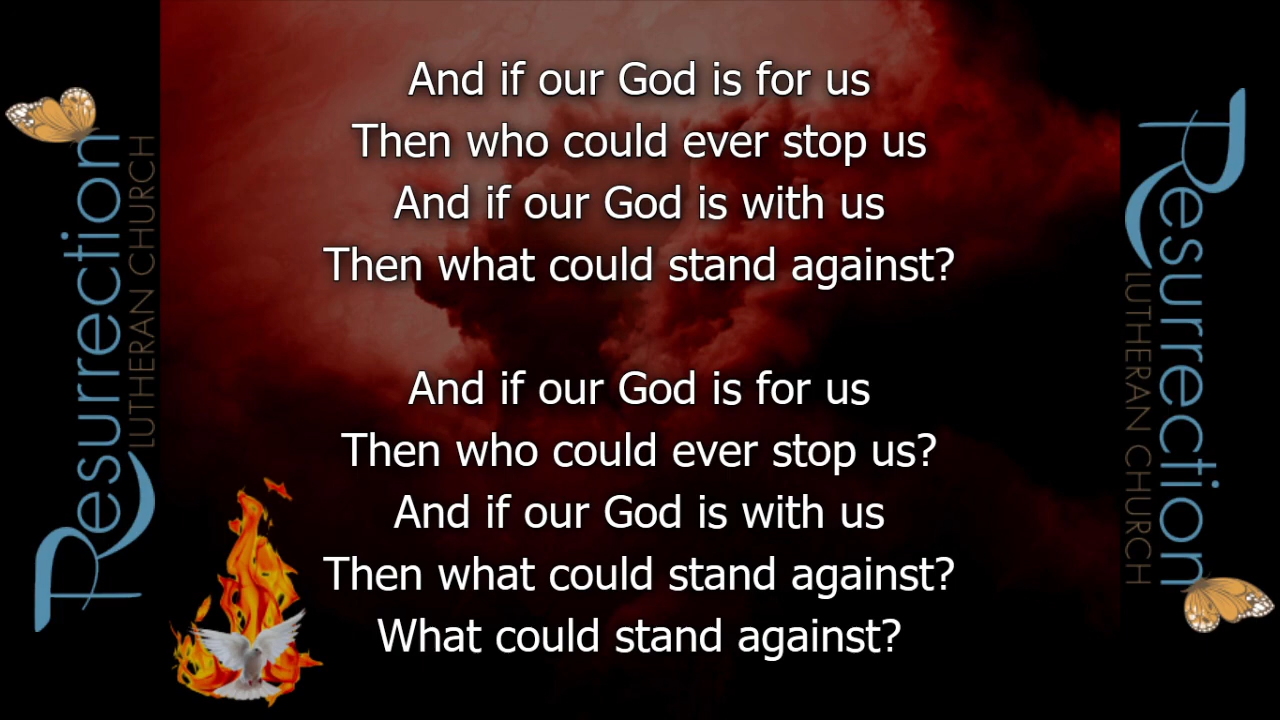 Resurrection
LUTHERAN CHURCH
And if our God is for us
Then who could ever stop us
And if our God is with us
Then what could stand against?
And if our God is for us
Then who could ever stop us?
And if our God is with us
Then what could stand against?
What could stand against?
Resurrection
LUTHERAN CHURCH